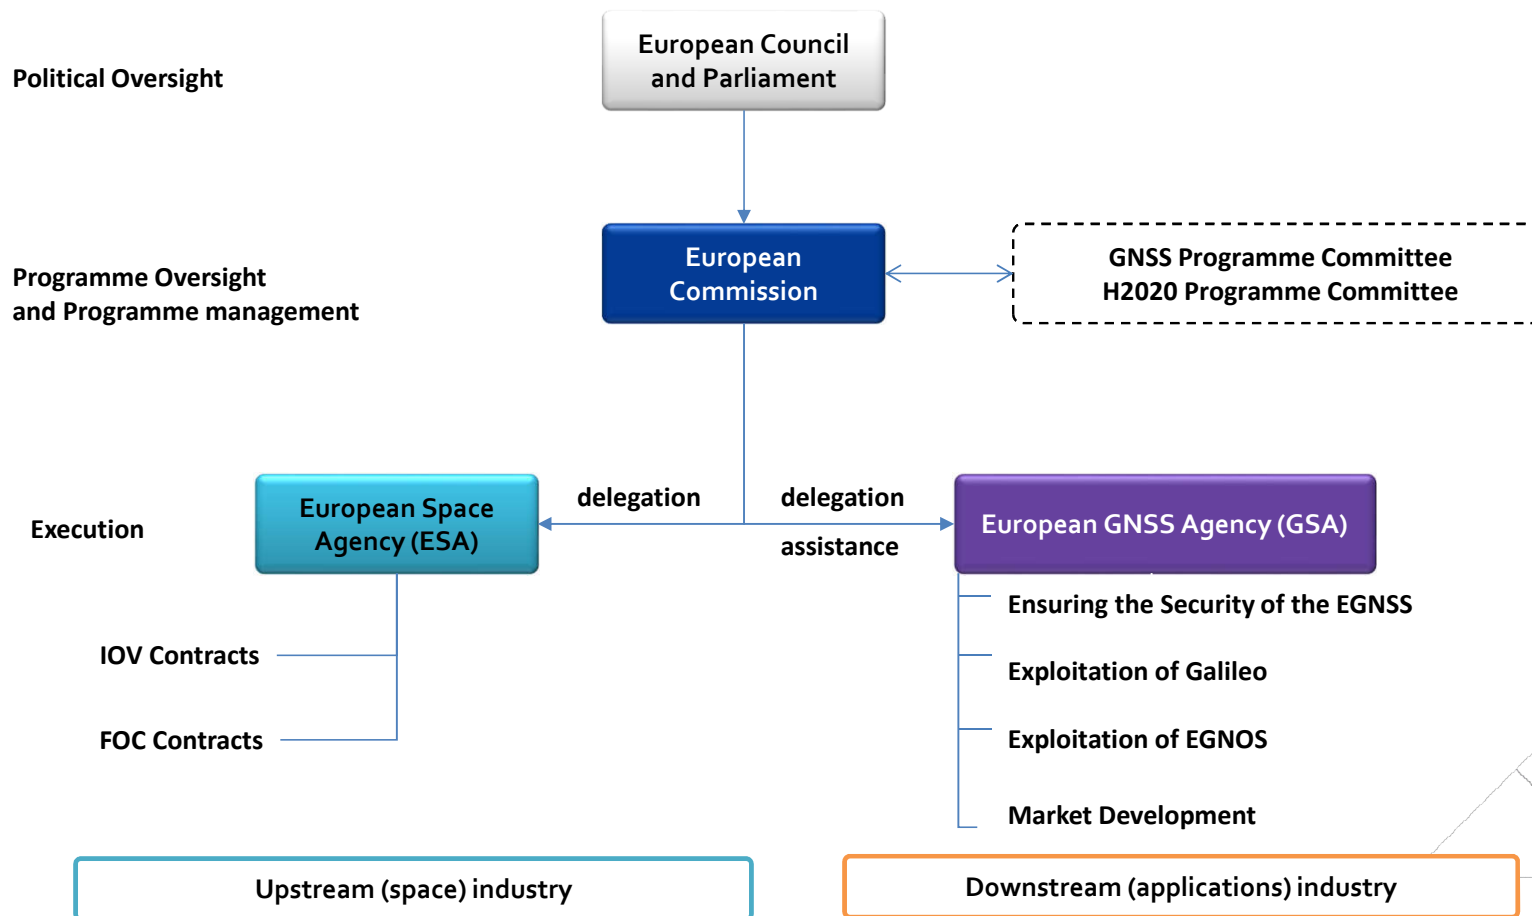 European Council
and Parliament
Political Oversight
European
Commission
GNSS Programme Committee
H2020 Programme Committee
Programme Oversight
and Programme management
European Space
Agency (ESA)
delegation
delegation
assistance
European GNSS Agency (GSA)
Execution
Ensuring the Security of the EGNSS
IOV Contracts
Exploitation of Galileo
FOC Contracts
Exploitation of EGNOS
Market Development
Upstream (space) industry
Downstream (applications) industry